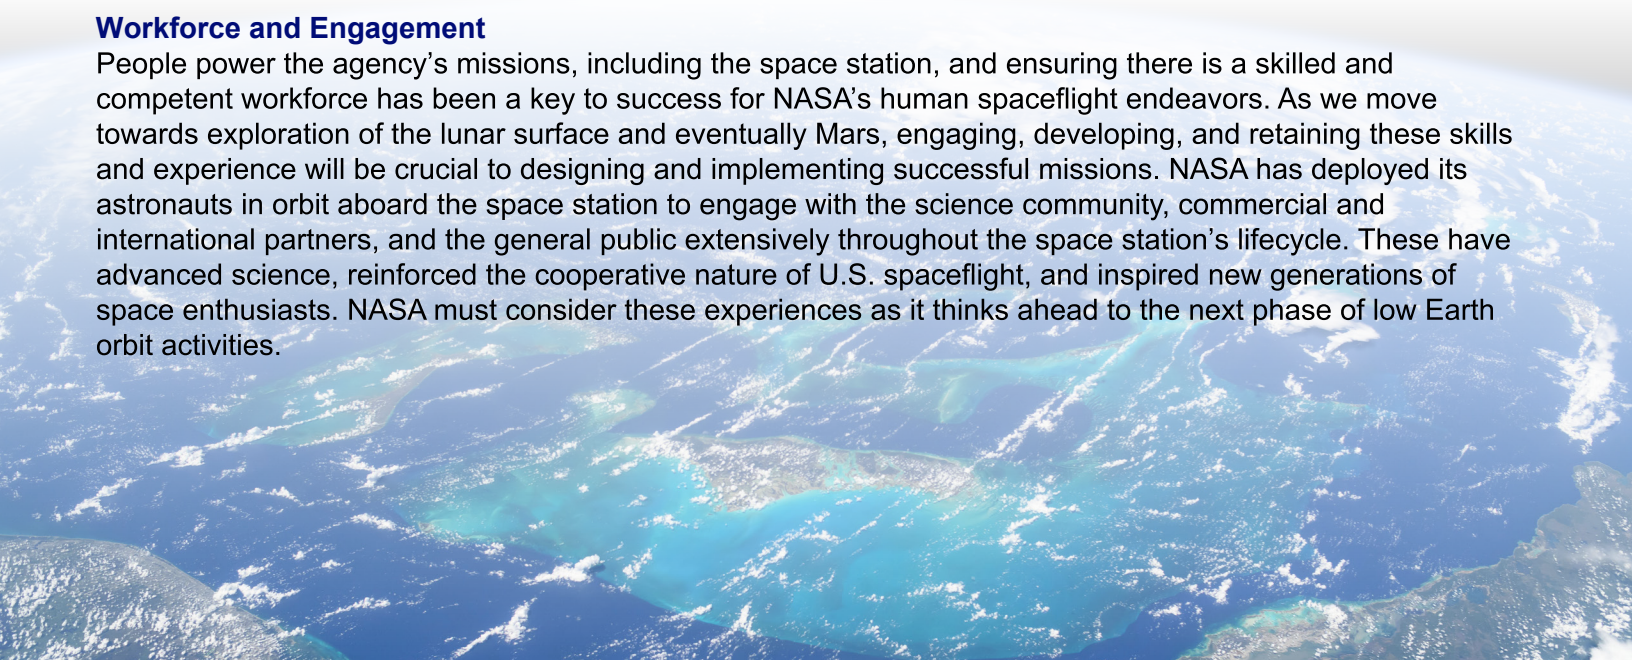 Workforce and Engagement
People power the agency’s missions, including the space station, and ensuring there is a skilled and
competent workforce has been a key to success for NASA’s human spaceflight endeavors. As we move
towards exploration of the lunar surface and eventually Mars, engaging, developing, and retaining these skills
and experience will be crucial to designing and implementing successful missions. NASA has deployed its
astronauts in orbit aboard the space station to engage with the science community, commercial and
international partners, and the general public extensively throughout the space station’s lifecycle. These have
advanced science, reinforced the cooperative nature of U.S. spaceflight, and inspired new generations of
space enthusiasts. NASA must consider these experiences as it thinks ahead to the next phase of low Earth
orbit activities.